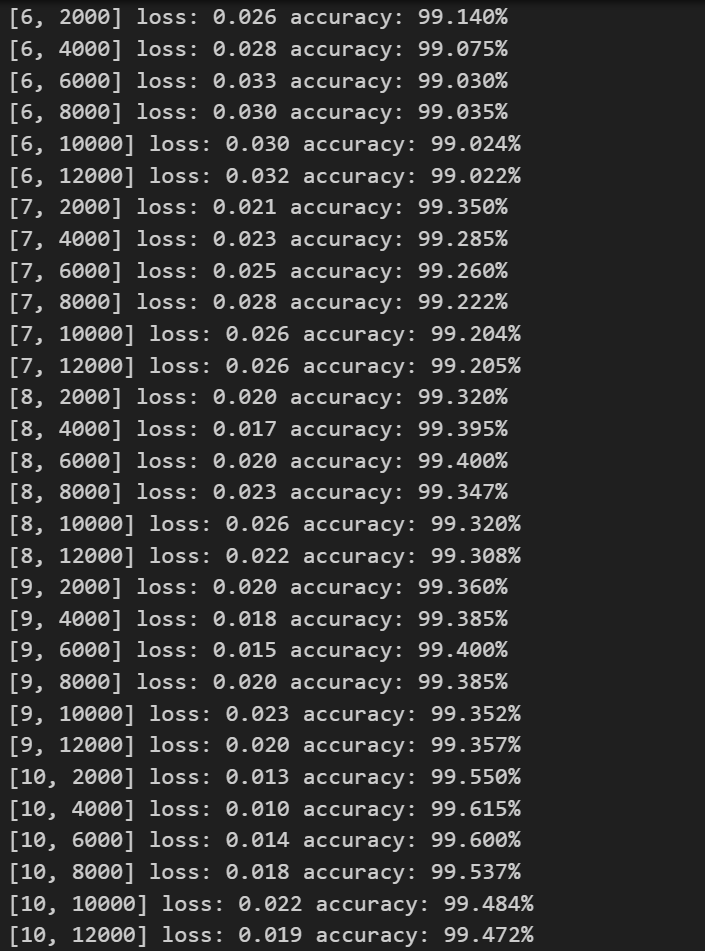 [6, 2000] loss: 0.026 accuracy: 99.140%
[6, 4000] loss: 0.028 accuracy: 99.075%
[6, 6000] loss: 0.033 accuracy: 99.030%
[6, 8000] loss: 0.030 accuracy: 99.035%
[6, 10000] loss: 0.030 accuracy: 99.024%
[6, 12000] loss: 0.032 accuracy: 99.022%
[7, 2000] loss: 0.021 accuracy: 99.350%
[7, 4000] loss: 0.023 accuracy: 99.285%
[7, 6000] loss: 0.025 accuracy: 99.260%
[7, 8000] loss: 0.028 accuracy: 99.222%
[7, 10000] loss: 0.026 accuracy: 99.204%
[7, 12000] loss: 0.026 accuracy: 99.205%
[8, 2000] loss: 0.020 accuracy: 99.320%
[8, 4000] loss: 0.017 accuracy: 99.395%
[8, 6000] loss: 0.020 accuracy: 99.400%
[8, 8000] loss: 0.023 accuracy: 99.347%
[8, 10000] loss: 0.026 accuracy: 99.320%
[8, 12000] loss: 0.022 accuracy: 99.308%
[9, 2000] loss: 0.020 accuracy: 99.360%
[9, 4000] loss: 0.018 accuracy: 99.385%
[9, 6000] loss: 0.015 accuracy: 99.400%
[9, 8000] loss: 0.020 accuracy: 99.385%
[9, 10000] loss: 0.023 accuracy: 99.352%
[9, 12000] loss: 0.020 accuracy: 99.357%
[10, 2000] loss: 0.013 accuracy: 99.550%
[10, 4000] loss: 0.010 accuracy: 99.615%
[10, 6000] loss: 0.014 accuracy: 99.600%
[10, 8000] loss: 0.018 accuracy: 99.537%
[10, 10000] loss: 0.022 accuracy: 99.484%
[10, 12000] loss: 0.019 accuracy: 99.472%